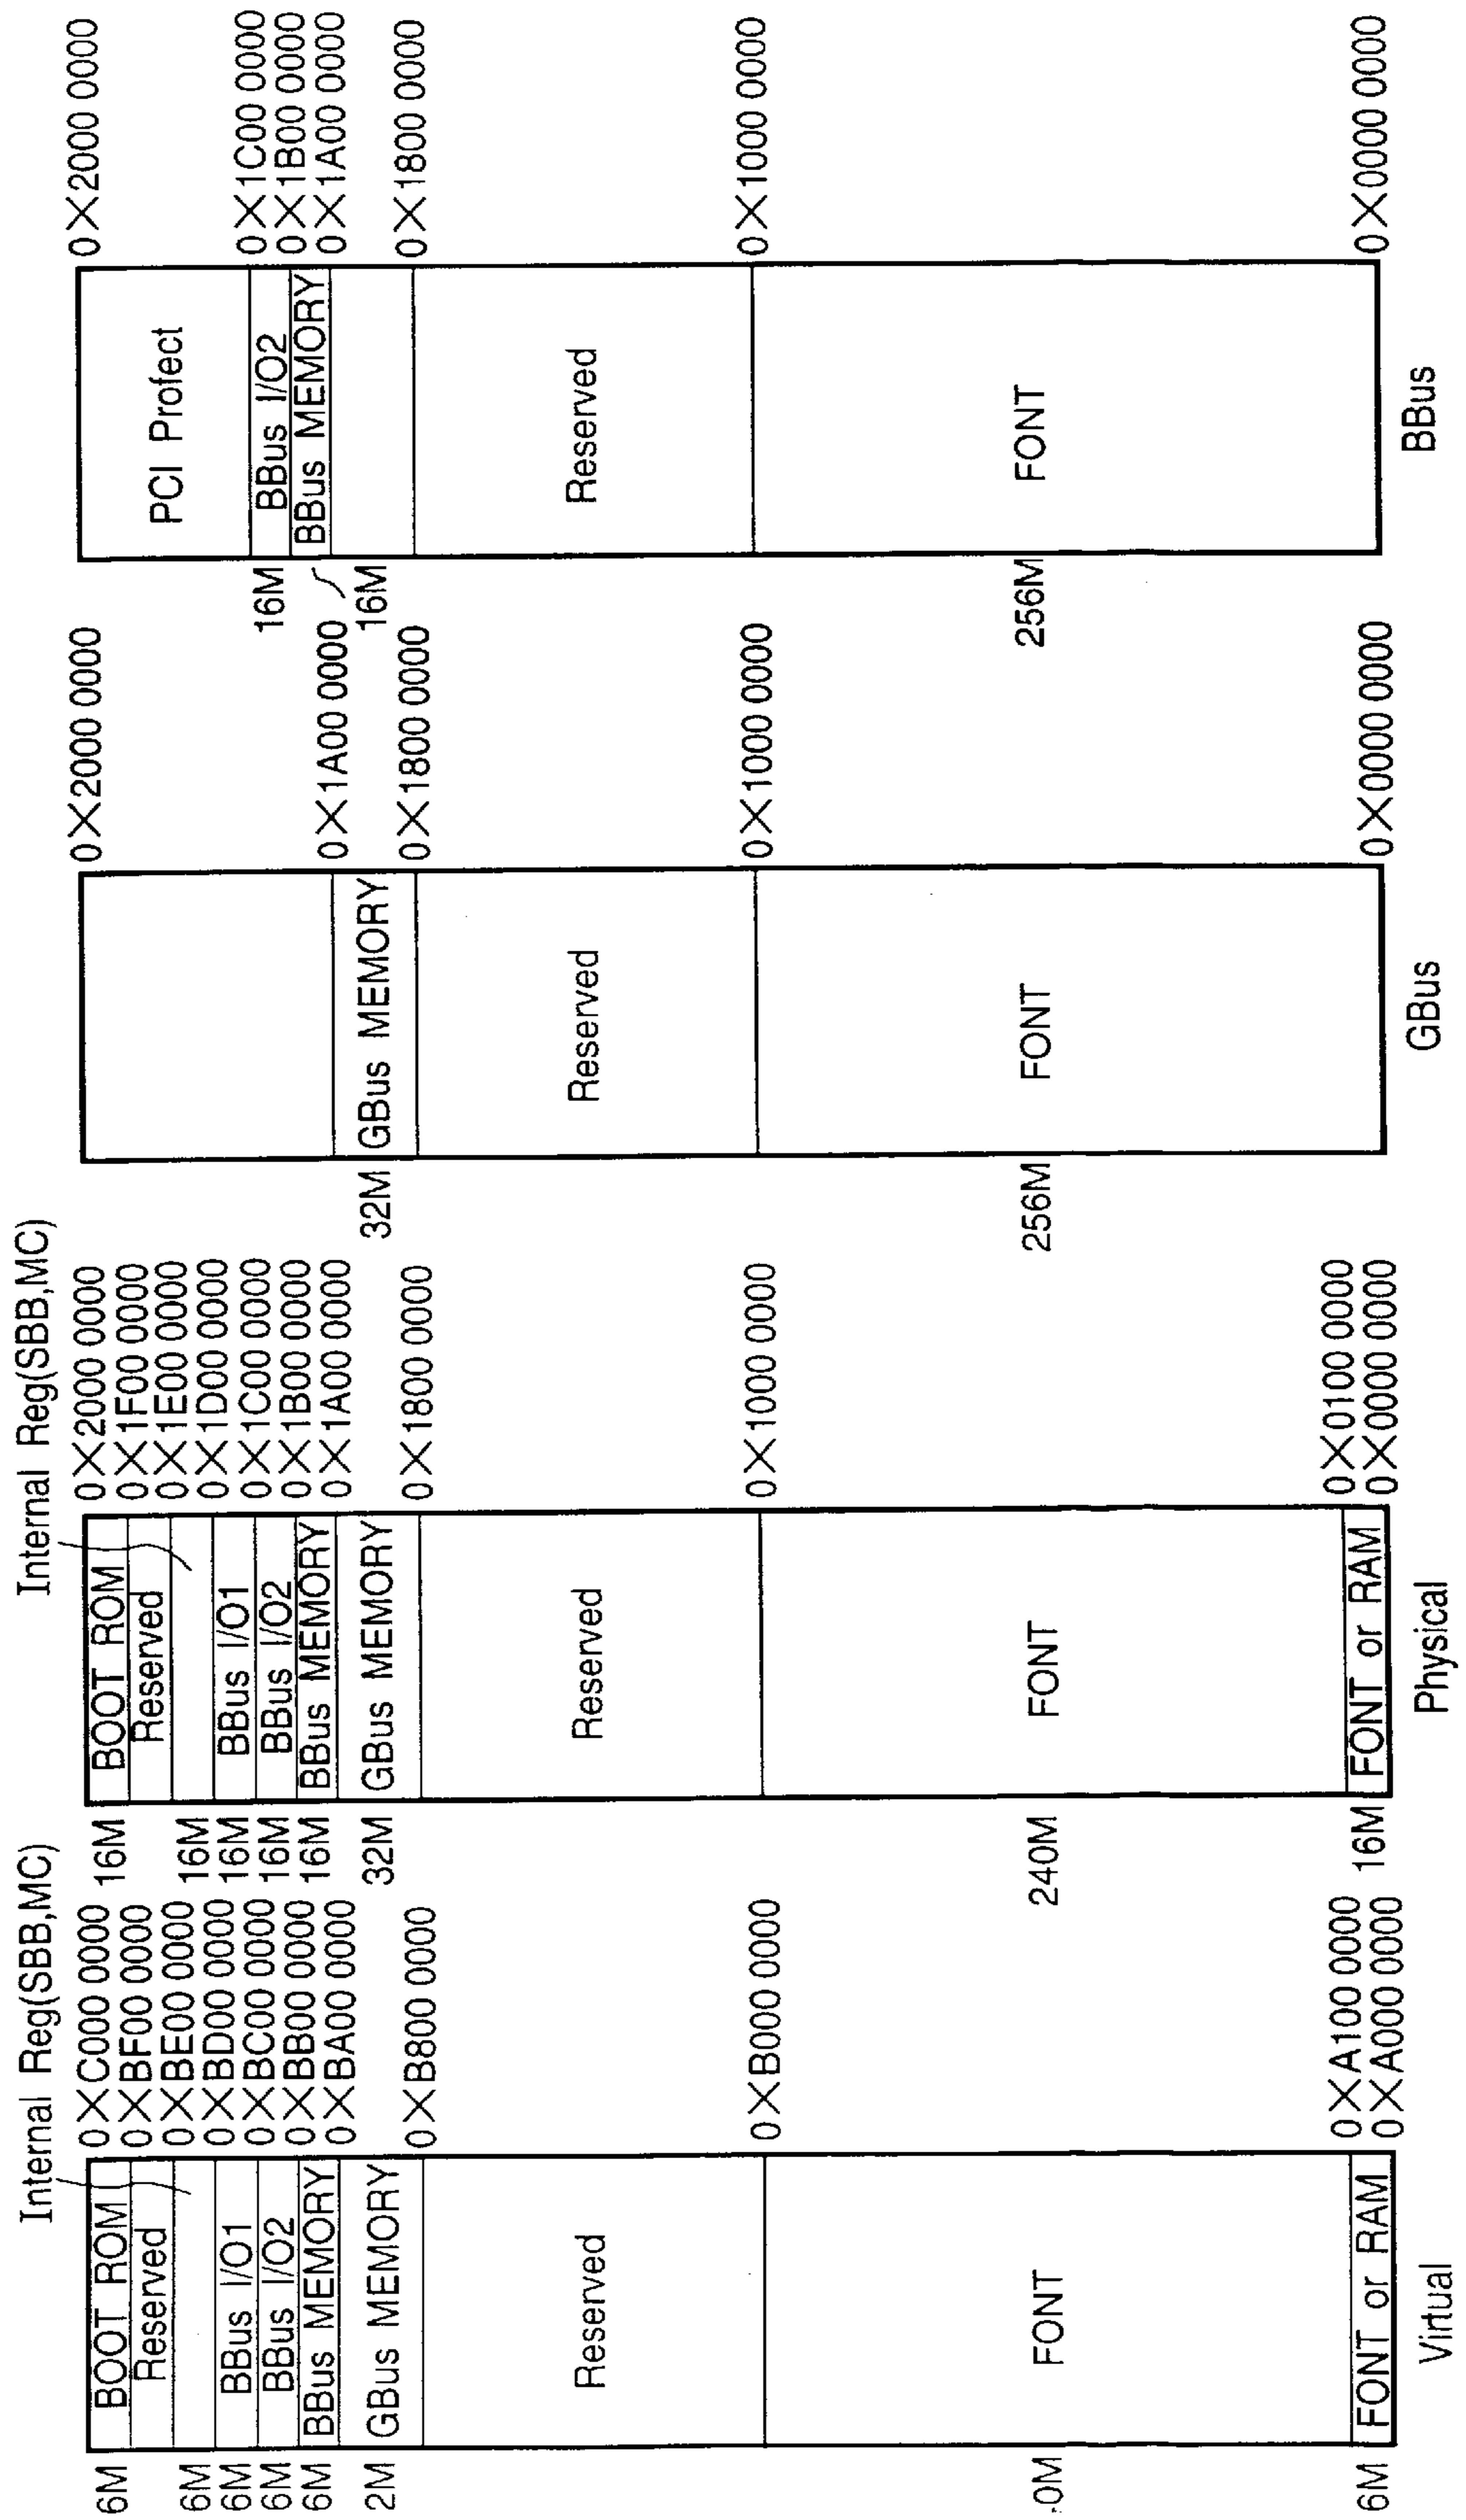 Internal Reg(SBB,MC)
6M
BOOT ROM
0×C000 0000
Reserved
0×BF00 0000
6M
0×BE00 0000
6M
BBus I/O1
0×BD00 0000
6M
BBus I/O2
0×BC00 0000
6M
BBus MEMORY
0×BB00 0000
0×BA00 0000
2M
GBus MEMORY
0×B800 0000
Reserved
0×B000 0000
.0M
FONT
0×A100 0000
6M
FONT or RAM
0×A000 0000
Virtual
Internal Reg(SBB,MC)
16M
BOOT ROM
0×2000 0000
Reserved
0×1F00 0000
16M
0×1E00 0000
16M
BBus I/O1
0×1D00 0000
16M
BBus I/O2
0×1C00 0000
16M
BBus MEMORY
0×1B00 0000
0×1A00 0000
32M
GBus MEMORY
0×1800 0000
Reserved
0×1000 0000
240M
FONT
0×0100 0000
16M
FONT or RAM
0×0000 0000
Physical
0×2000 0000
0×1A00 0000
32M
GBus MEMORY
0×1800 0000
Reserved
0×1000 0000
256M
FONT
0×0000 0000
GBus
0×2000 0000
PCI Profect
0×1C00 0000
16M
BBus I/O2
0×1B00 0000
BBus MEMORY
0×1A00 0000
16M
0×1800 0000
Reserved
0×1000 0000
256M
FONT
0×0000 0000
BBus